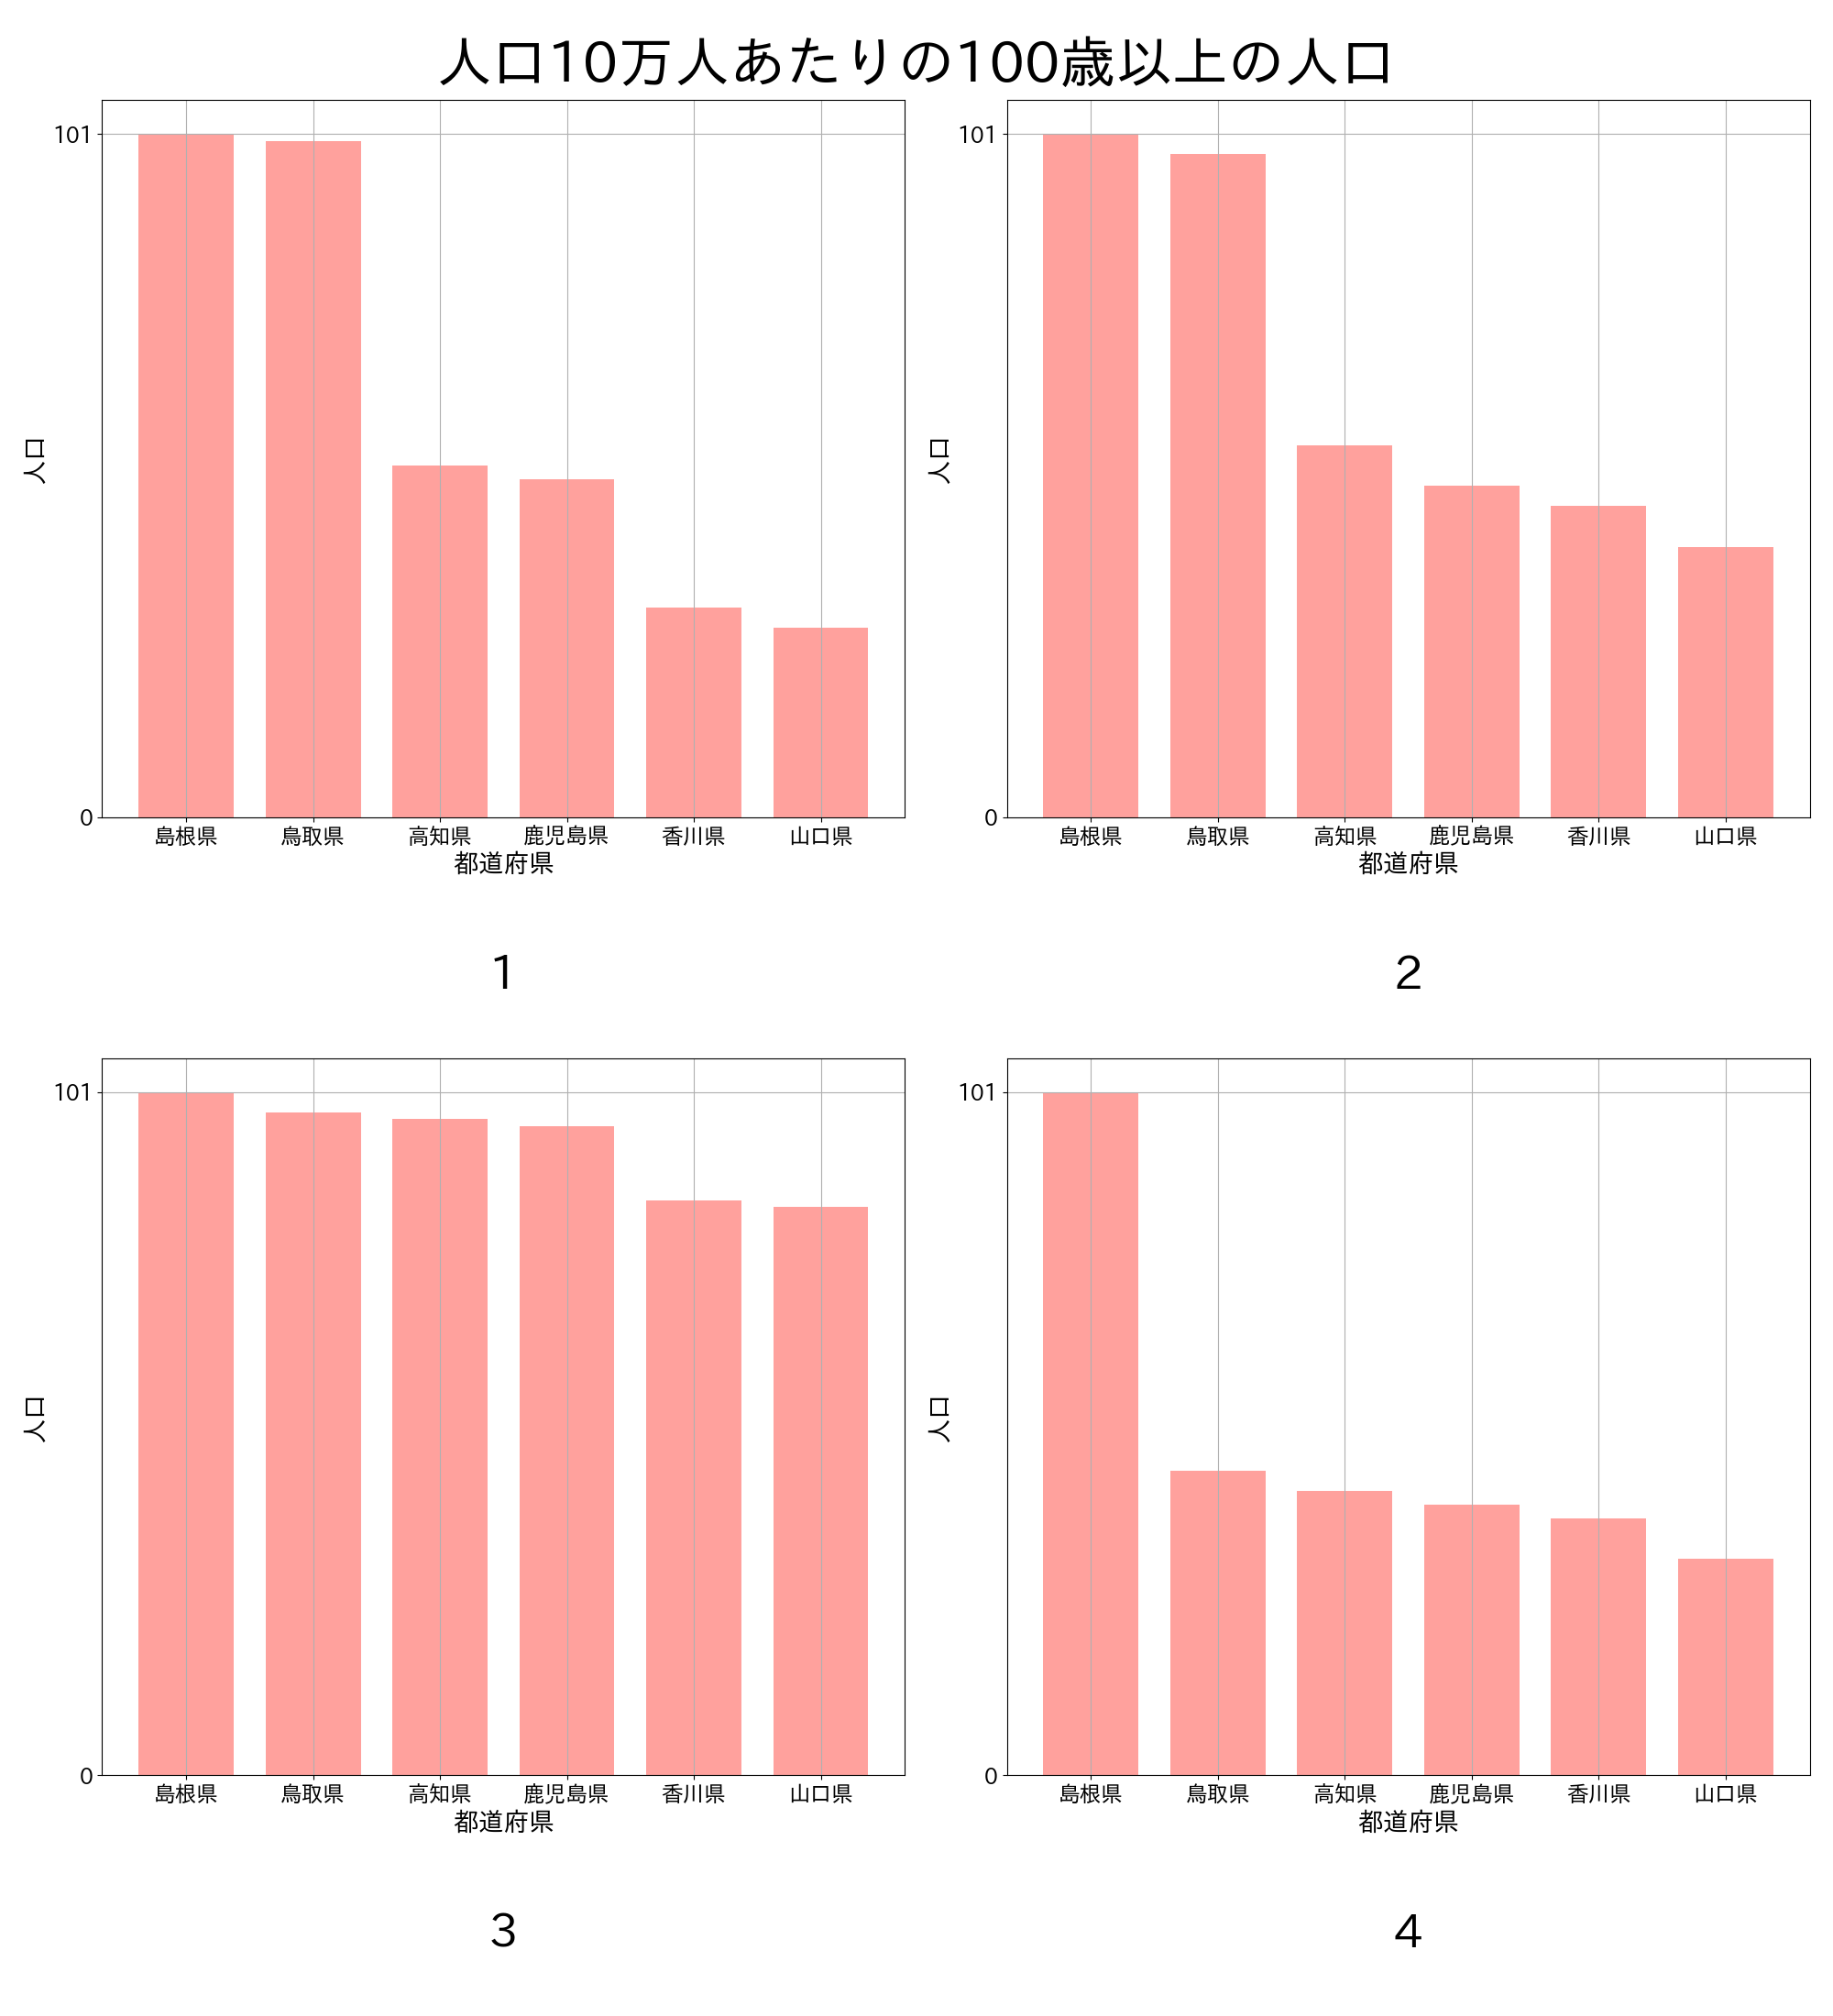 人口10万人あたりの100歳以上の人口
人口
101
0
島根県 鳥取県 高知県 鹿児島県 香川県 山口県
都道府県
1
人口
101
0
島根県 鳥取県 高知県 鹿児島県 香川県 山口県
都道府県
2
人口
101
0
島根県 鳥取県 高知県 鹿児島県 香川県 山口県
都道府県
3
人口
101
0
島根県 鳥取県 高知県 鹿児島県 香川県 山口県
都道府県
4